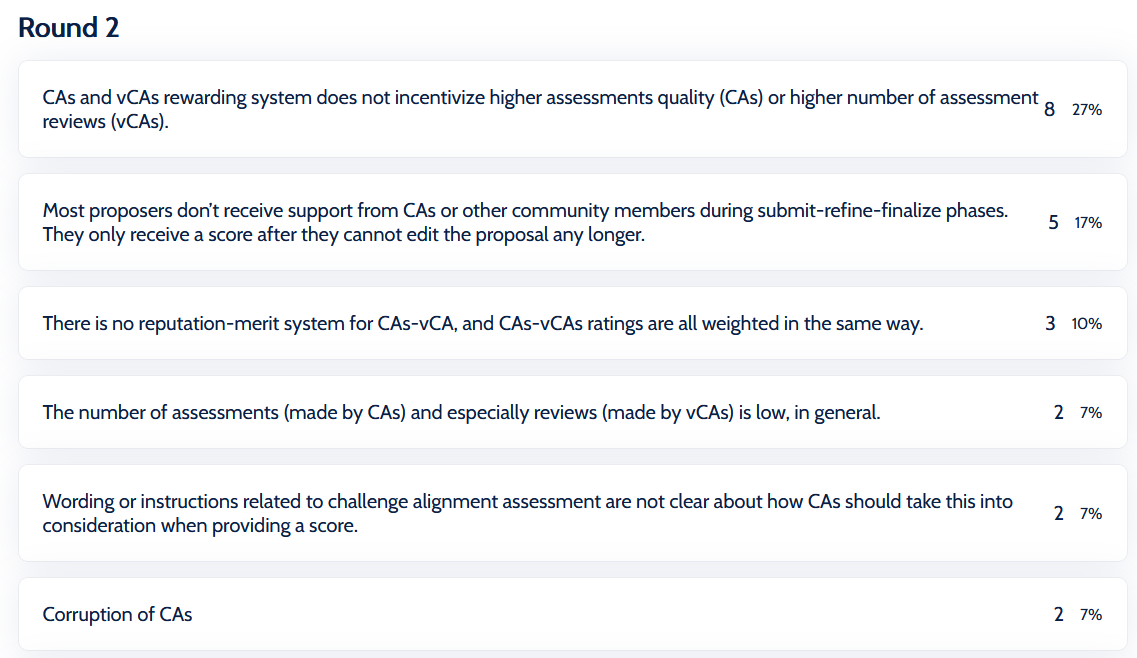 Round 2
CAs and vCAs rewarding system does not incentivize higher assessments quality (CAs) or higher number of assessment
reviews (vCAs).
8 27%
Most proposers don't receive support from CAs or other community members during submit-refine-finalize phases.
They only receive a score after they cannot edit the proposal any longer.
5 17%
There is no reputation-merit system for CAs-vCA, and CAs-vCAs ratings are all weighted in the same way.
3 10%
The number of assessments (made by CAs) and especially reviews (made by vCAs) is low, in general.
2 7%
Wording or instructions related to challenge alignment assessment are not clear about how CAs should take this into
consideration when providing a score.
2 7%
Corruption of CAs
2 7%